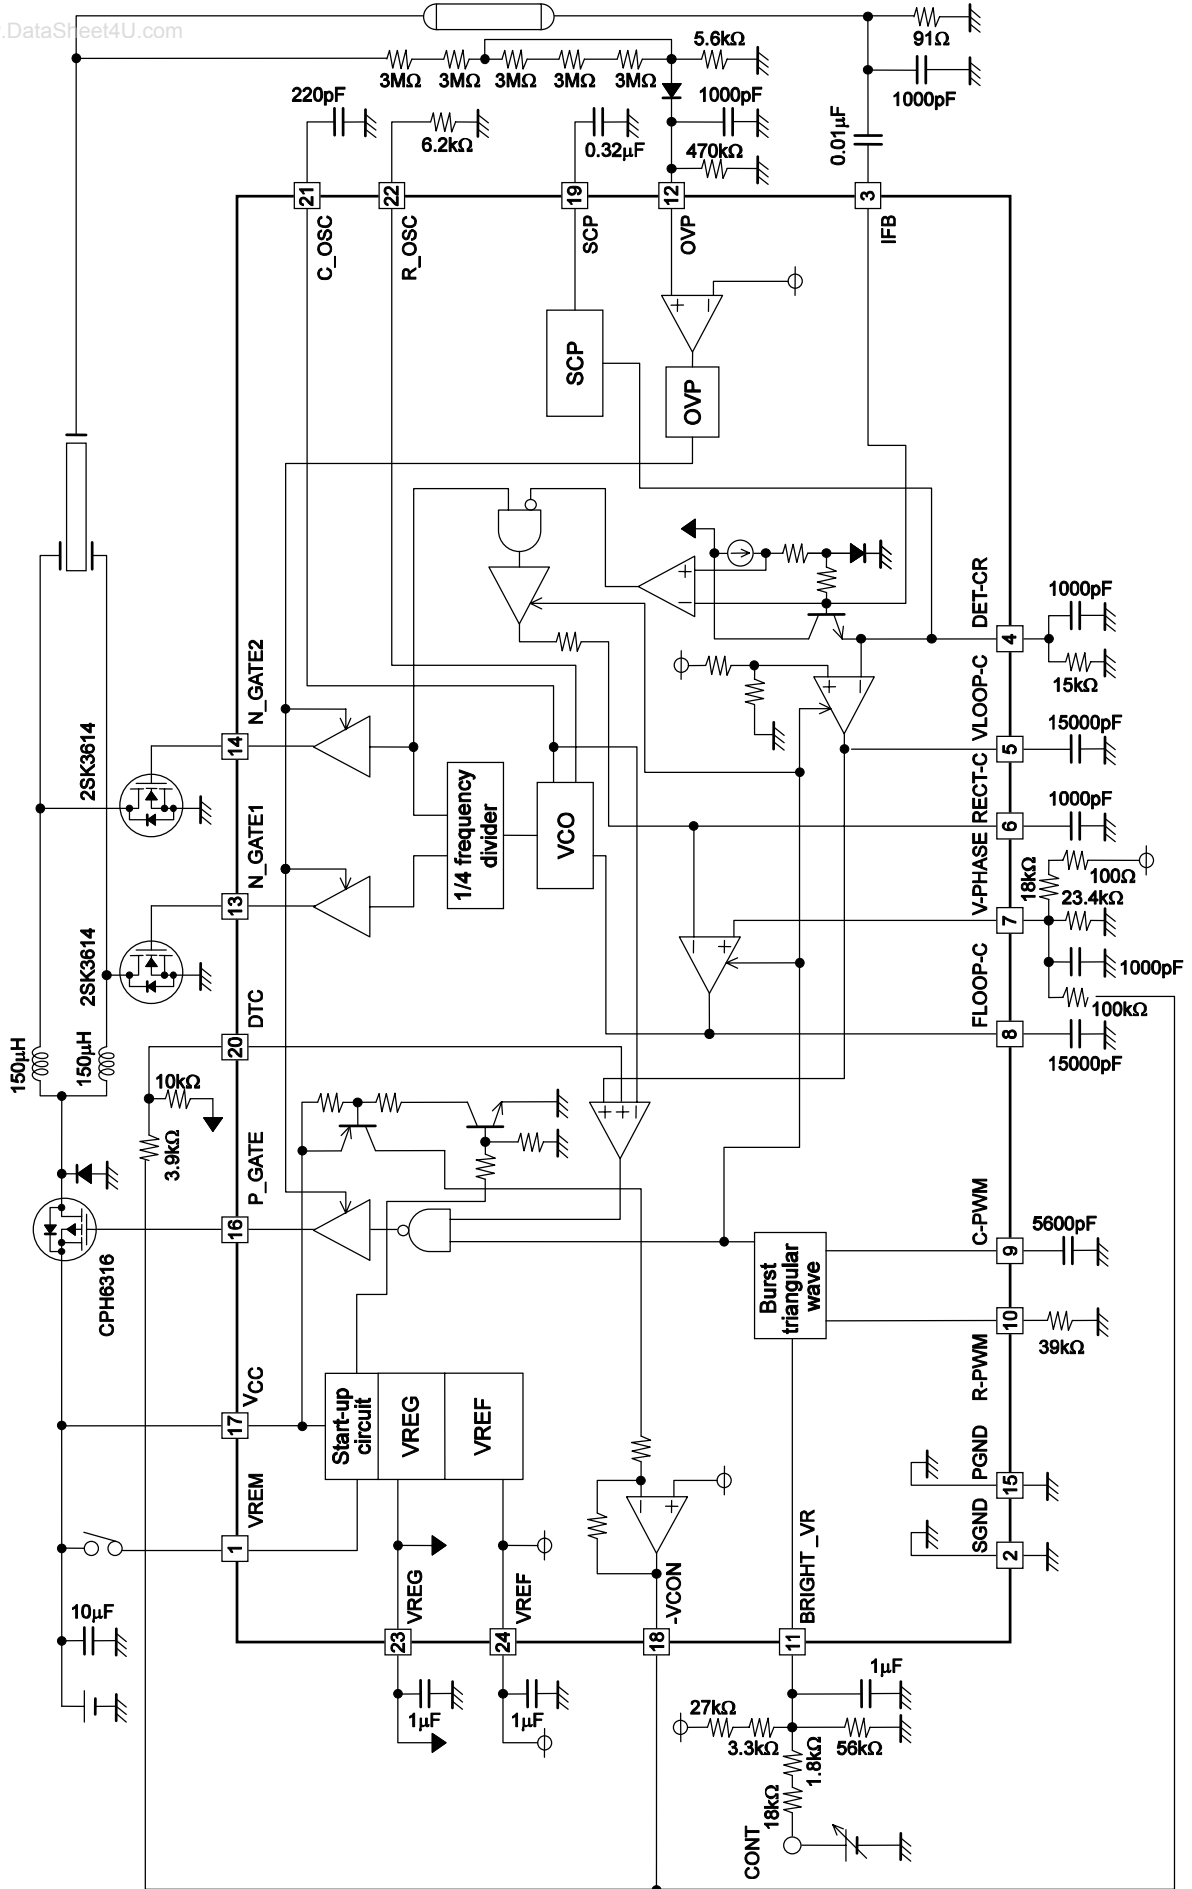 .DataSheet4U.com
91Ω
5.6kΩ
3MΩ
3MΩ
3MΩ
3MΩ
3MΩ
1000pF
220pF
1000pF
0.01μF
6.2kΩ
0.32μF
470kΩ
21
22
19
12
3
C_OSC
R_OSC
SCP
OVP
IFB
SCP
OVP
DET-CR
1000pF
4
15kΩ
N_GATE2
VLOOP-C
2SK3614
14
15000pF
5
RECT-C
1/4 frequency
divider
VCO
1000pF
6
N_GATE1
V-PHASE
18kΩ
100Ω
23.4kΩ
2SK3614
13
7
1000pF
FLOOP-C
100kΩ
DTC
150μH
150μH
20
8
15000pF
10kΩ
3.9kΩ
P_GATE
C-PWM
5600pF
16
9
CPH6316
Burst
triangular
wave
10
39kΩ
R-PWM
VCC
17
Start-up
circuit
VREG
VREF
VREM
PGND
15
1
SGND
2
10μF
VREG
VREF
-VCON
BRIGHT_VR
23
24
18
11
1μF
1μF
1μF
27kΩ
3.3kΩ
56kΩ
1.8kΩ
18kΩ
CONT